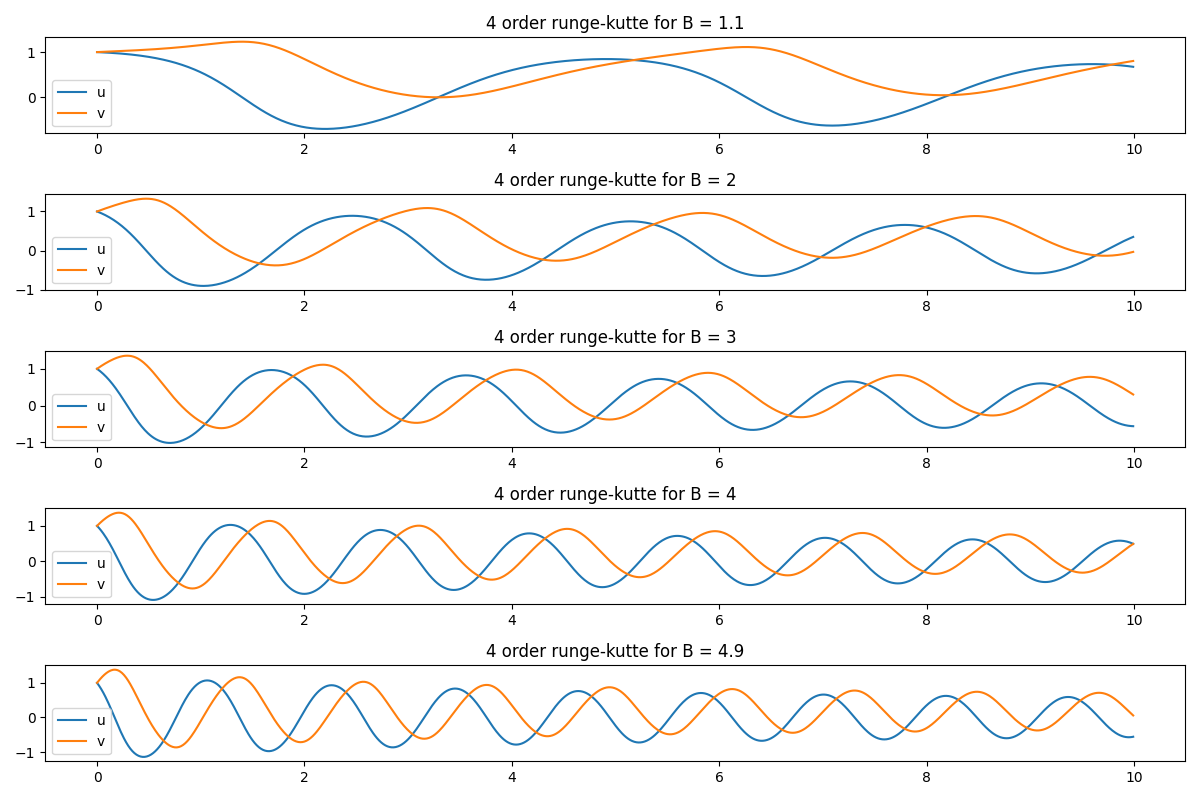 4 order runge-kutte for B = 1.1
1
0
u
v
0 2 4 6 8 10
4 order runge-kutte for B = 2
1
0
−1
u
v
0 2 4 6 8 10
4 order runge-kutte for B = 3
1
0
−1
u
v
0 2 4 6 8 10
4 order runge-kutte for B = 4
1
0
−1
u
v
0 2 4 6 8 10
4 order runge-kutte for B = 4.9
1
0
−1
u
v
0 2 4 6 8 10